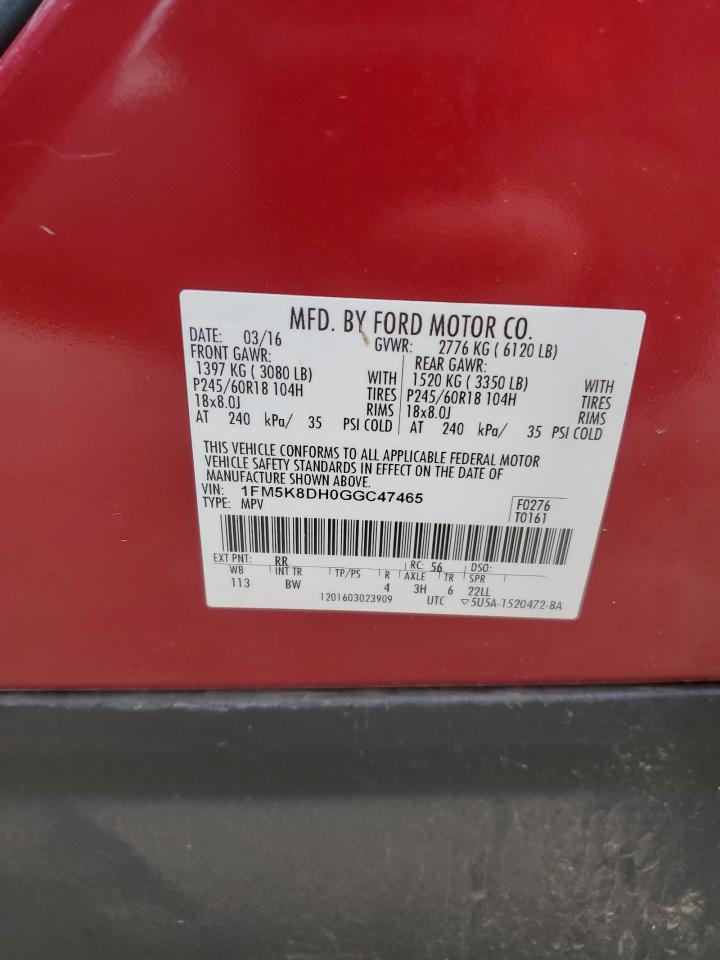 MFD. BY FORD MOTOR CO.
DATE: 03/16 GVWR: 2776 KG ( 6120 LB)
FRONT GAWR: REAR GAWR:
1397 KG ( 3080 LB) WITH 1520 KG ( 3350 LB) WITH
P245/60R18 104H TIRES P245/60R18 104H TIRES
18x8.0J RIMS 18x8.0J RIMS
AT 240 kPa/ 35 PSI COLD AT 240 kPa/ 35 PSI COLD
THIS VEHICLE CONFORMS TO ALL APPLICABLE FEDERAL MOTOR
VEHICLE SAFETY STANDARDS IN EFFECT ON THE DATE OF
MANUFACTURE SHOWN ABOVE.
VIN: 1FM5K8DH0GGC47465 F0276
TYPE: MPV T0161
EXT PNT: RR RC: 56 DSO:
WB INT TR TP/PS R AXLE TR SPR
113 BW 4 3H 6 22LL
1201603023909 UTC ▽5U5A-1520472-BA